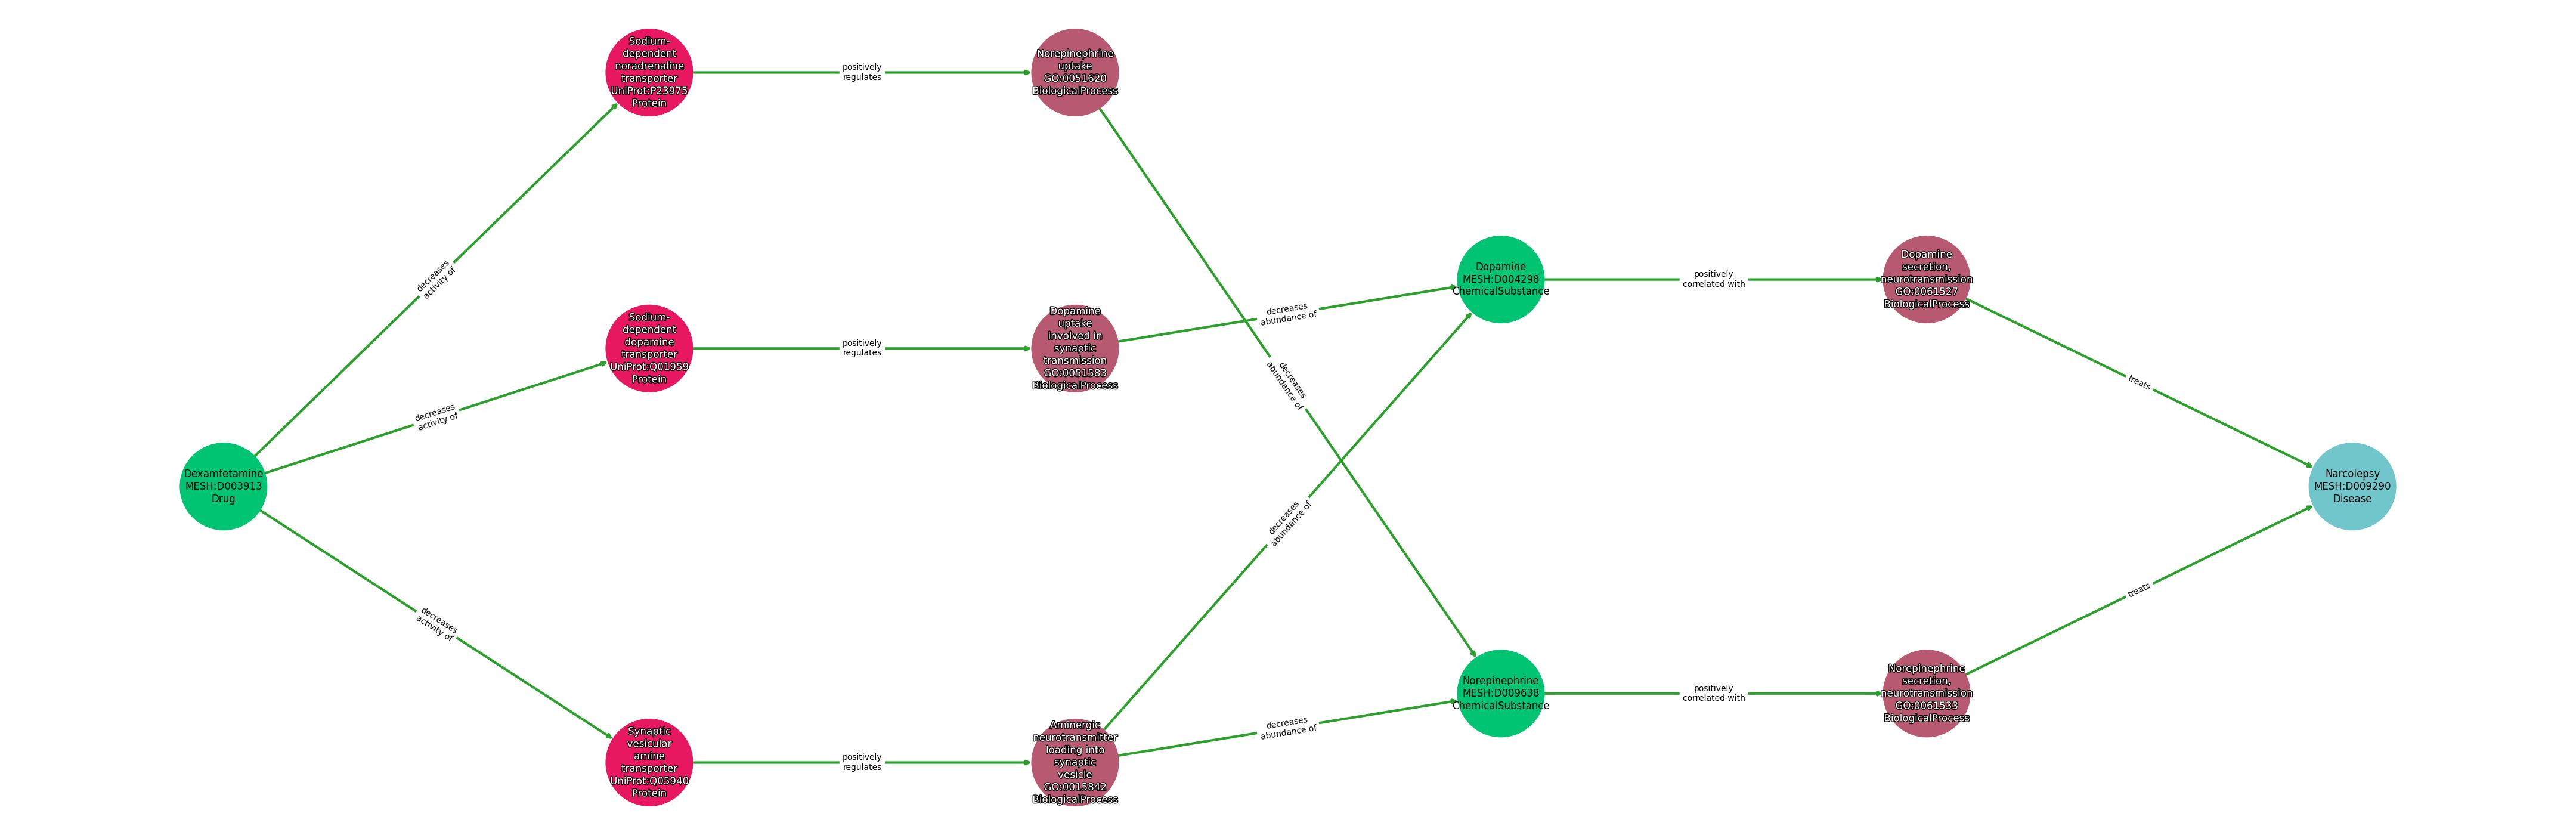 Sodium-
dependent
noradrenaline
transporter
UniProt:P23975
Protein
positively
regulates
Norepinephrine
uptake
GO:0051620
BiologicalProcess
decreases
activity of
Sodium-
dependent
dopamine
transporter
UniProt:Q01959
Protein
positively
regulates
Dopamine
uptake
involved in
synaptic
transmission
GO:0051583
BiologicalProcess
decreases
abundance of
Dopamine
MESH:D004298
ChemicalSubstance
positively
correlated with
Dopamine
secretion,
neurotransmission
GO:0061527
BiologicalProcess
treats
decreases
abundance of
decreases
activity of
Dexamfetamine
MESH:D003913
Drug
decreases
abundance of
Narcolepsy
MESH:D009290
Disease
decreases
activity of
treats
Synaptic
vesicular
amine
transporter
UniProt:Q05940
Protein
positively
regulates
Aminergic
neurotransmitter
loading into
synaptic
vesicle
GO:0015842
BiologicalProcess
decreases
abundance of
Norepinephrine
MESH:D009638
ChemicalSubstance
positively
correlated with
Norepinephrine
secretion,
neurotransmission
GO:0061533
BiologicalProcess